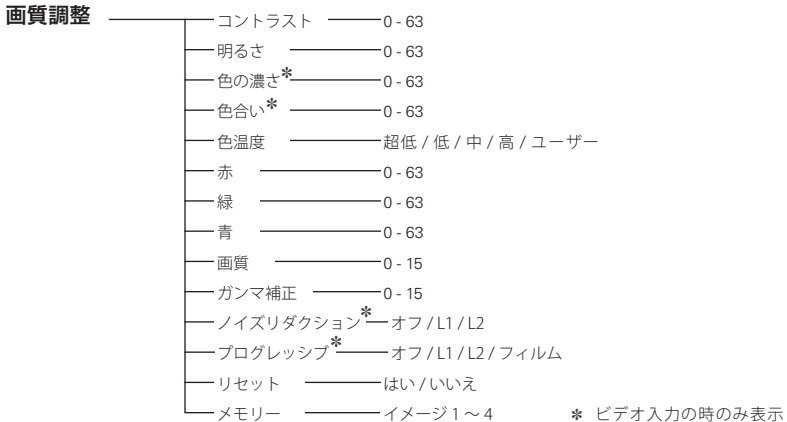 画質調整 コントラスト 0 - 63
明るさ 0 - 63
色の濃さ* 0 - 63
色合い* 0 - 63
色温度 超低 / 低 / 中 / 高 / ユーザー
赤 0 - 63
緑 0 - 63
青 0 - 63
画質 0 - 15
ガンマ補正 0 - 15
ノイズリダクション* オフ / L1 / L2
プログレッシブ* オフ / L1 / L2 / フィルム
リセット はい / いいえ
メモリー イメージ 1 ～ 4 * ビデオ入力の時のみ表示